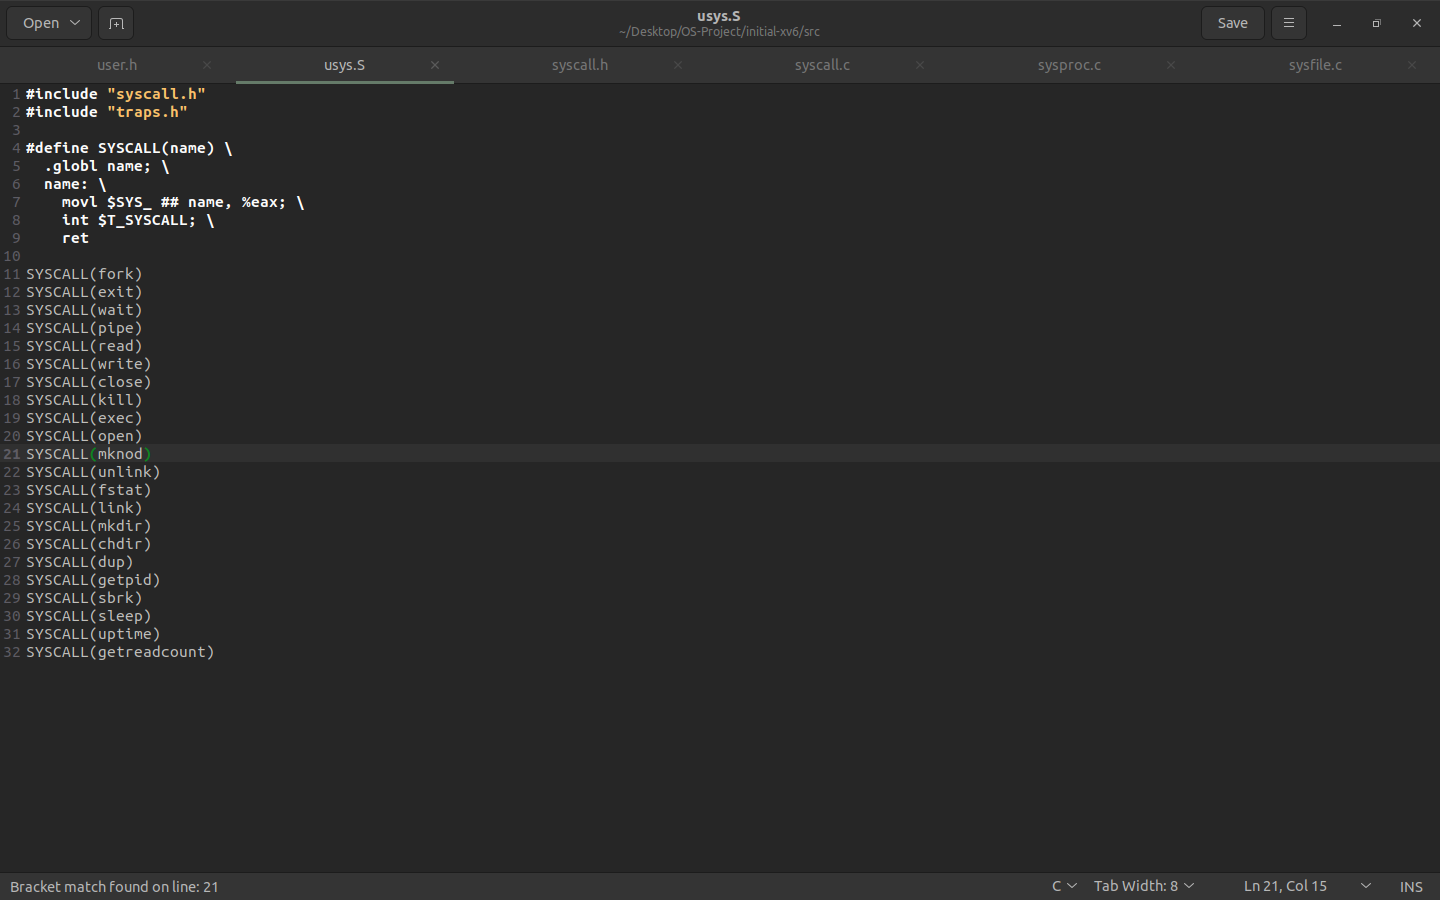 Open
usys.S
~/Desktop/OS-Project/initial-xv6/src
Save
user.h usys.S syscall.h syscall.c sysproc.c sysfile.c
1 #include "syscall.h"
2 #include "traps.h"
3
4 #define SYSCALL(name) \
5   .globl name; \
6   name: \
7     movl $SYS_ ## name, %eax; \
8     int $T_SYSCALL; \
9     ret
10
11 SYSCALL(fork)
12 SYSCALL(exit)
13 SYSCALL(wait)
14 SYSCALL(pipe)
15 SYSCALL(read)
16 SYSCALL(write)
17 SYSCALL(close)
18 SYSCALL(kill)
19 SYSCALL(exec)
20 SYSCALL(open)
21 SYSCALL(mknod)
22 SYSCALL(unlink)
23 SYSCALL(fstat)
24 SYSCALL(link)
25 SYSCALL(mkdir)
26 SYSCALL(chdir)
27 SYSCALL(dup)
28 SYSCALL(getpid)
29 SYSCALL(sbrk)
30 SYSCALL(sleep)
31 SYSCALL(uptime)
32 SYSCALL(getreadcount)
Bracket match found on line: 21 C Tab Width: 8 Ln 21, Col 15 INS